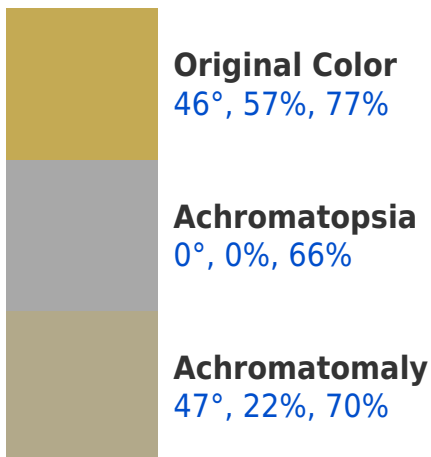 Original Color
46°, 57%, 77%
Achromatopsia
0°, 0%, 66%
Achromatomaly
47°, 22%, 70%